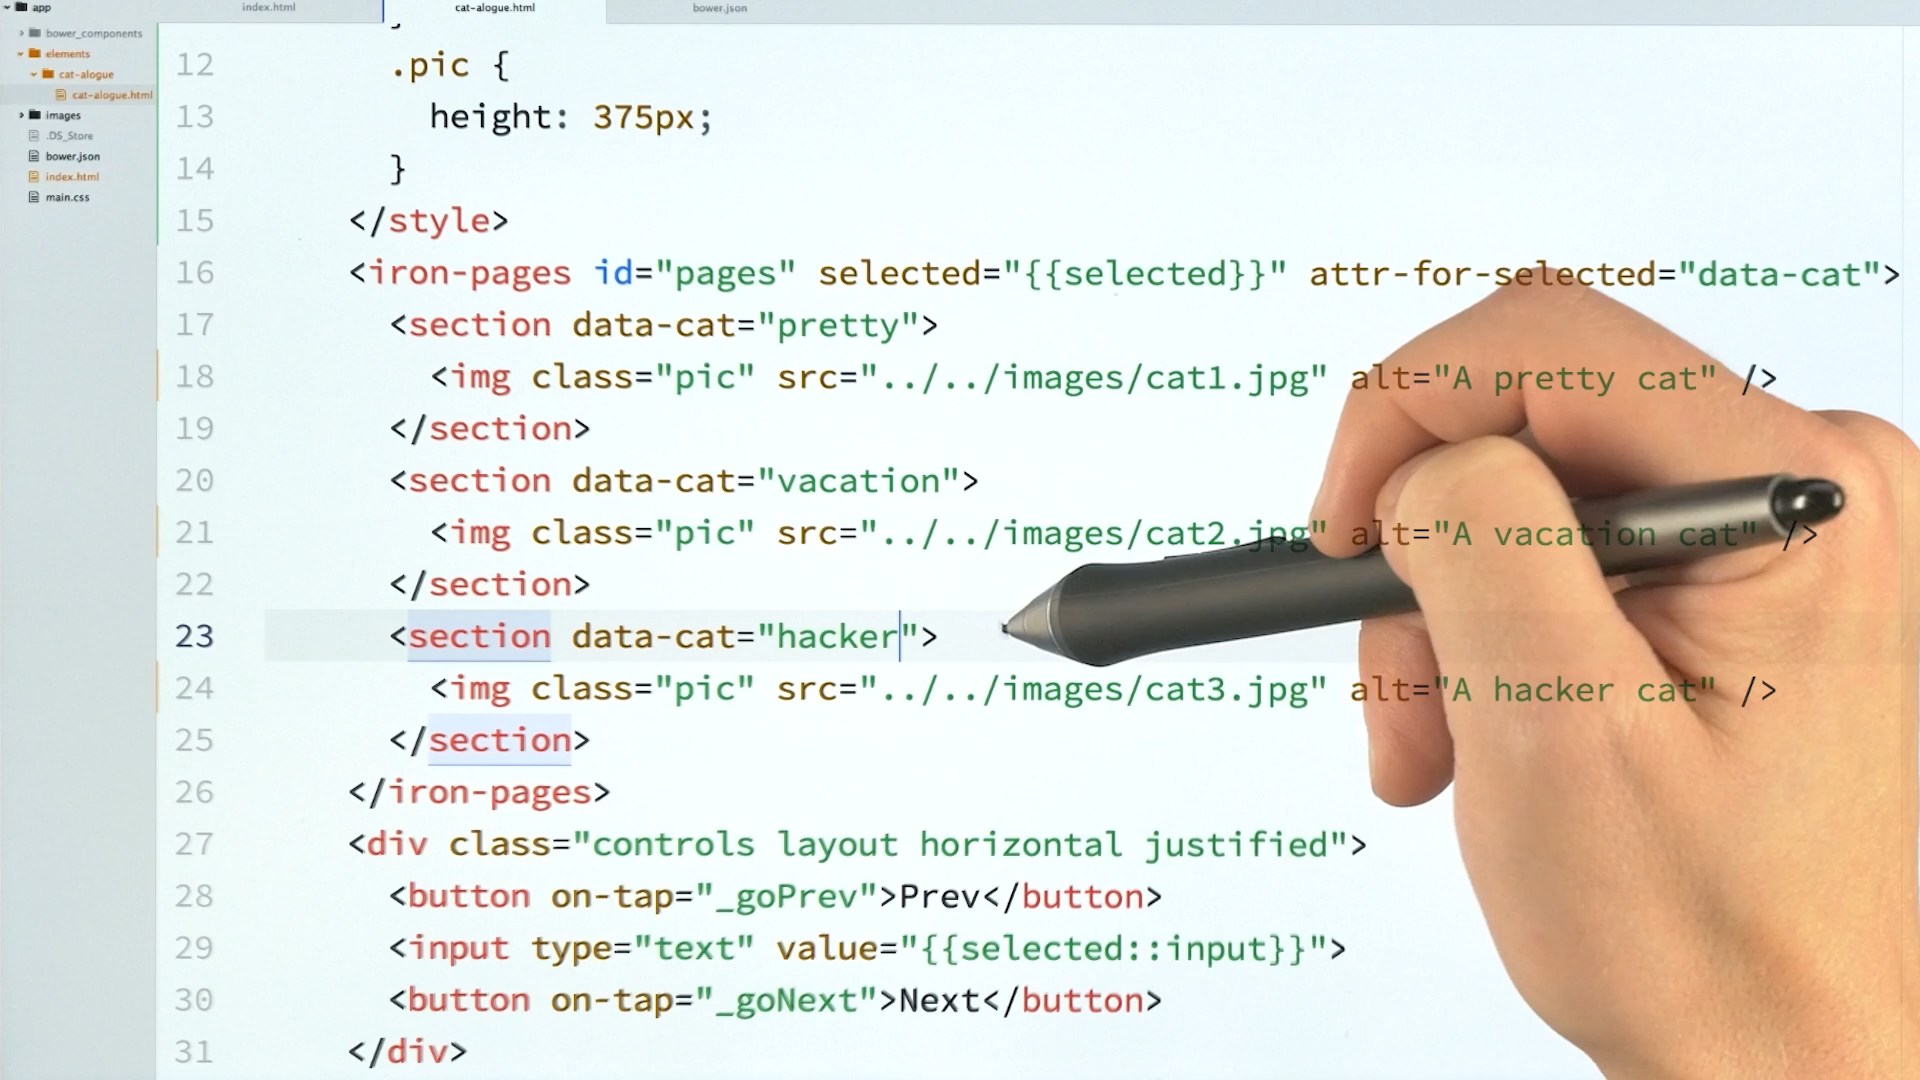 app
index.html
cat-alogue.html
bower.json
bower_components
elements
cat-alogue
cat-alogue.html
images
.DS_Store
bower.json
index.html
main.css
12 .pic {
13 height: 375px;
14 }
15 </style>
16 <iron-pages id="pages" selected="{{selected}}" attr-for-selected="data-cat">
17 <section data-cat="pretty">
18 <img class="pic" src="../../images/cat1.jpg" alt="A pretty cat" />
19 </section>
20 <section data-cat="vacation">
21 <img class="pic" src="../../images/cat2.jpg" alt="A vacation cat" />
22 </section>
23 <section data-cat="hacker">
24 <img class="pic" src="../../images/cat3.jpg" alt="A hacker cat" />
25 </section>
26 </iron-pages>
27 <div class="controls layout horizontal justified">
28 <button on-tap="_goPrev">Prev</button>
29 <input type="text" value="{{selected::input}}">
30 <button on-tap="_goNext">Next</button>
31 </div>